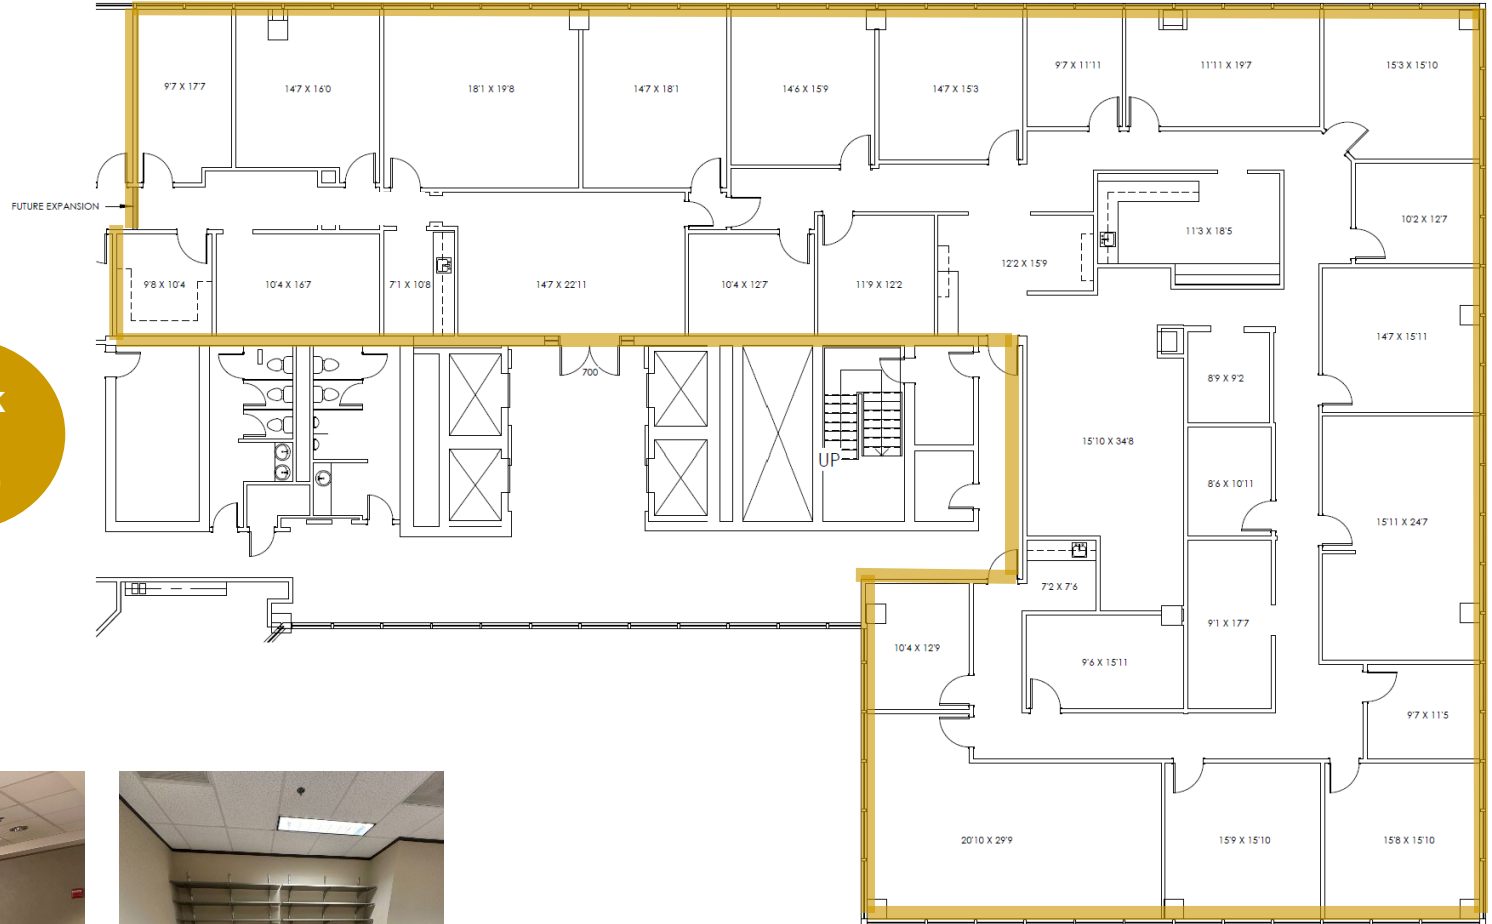 9'7 X 17'7
14'7 X 16'0
18'1 X 19'8
14'7 X 18'1
14'6 X 15'9
14'7 X 15'3
9'7 X 11'11
11'11 X 19'7
15'3 X 15'10
FUTURE EXPANSION
10'2 X 12'7
11'3 X 18'5
12'2 X 15'9
9'8 X 10'4
10'4 X 16'7
7'1 X 10'8
14'7 X 22'11
10'4 X 12'7
11'9 X 12'2
14'7 X 15'11
700
8'9 X 9'2
15'10 X 34'8
UP
8'6 X 10'11
15'11 X 24'7
7'2 X 7'6
9'1 X 17'7
10'4 X 12'9
9'6 X 15'11
9'7 X 11'5
20'10 X 29'9
15'9 X 15'10
15'8 X 15'10